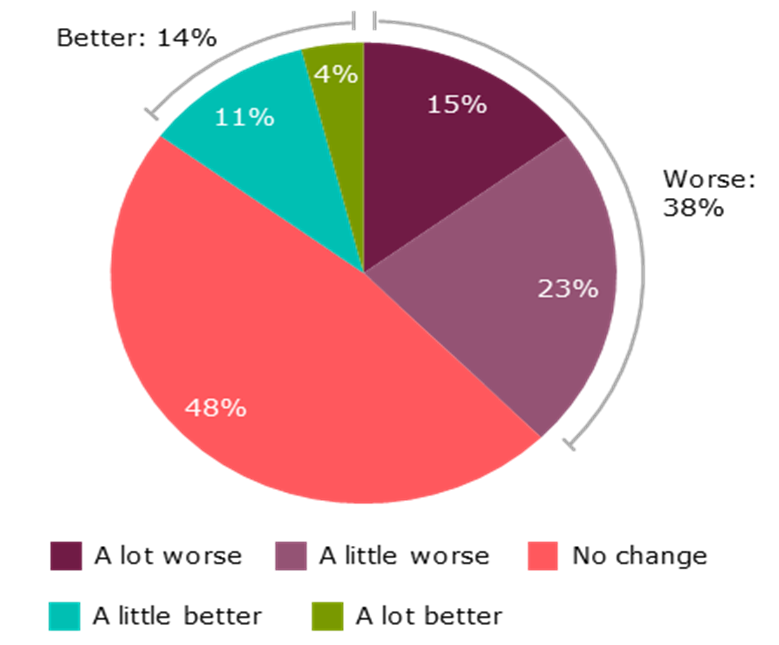 Better: 14%
4%
15%
11%
Worse:
38%
23%
48%
A lot worse
A little worse
No change
A little better
A lot better